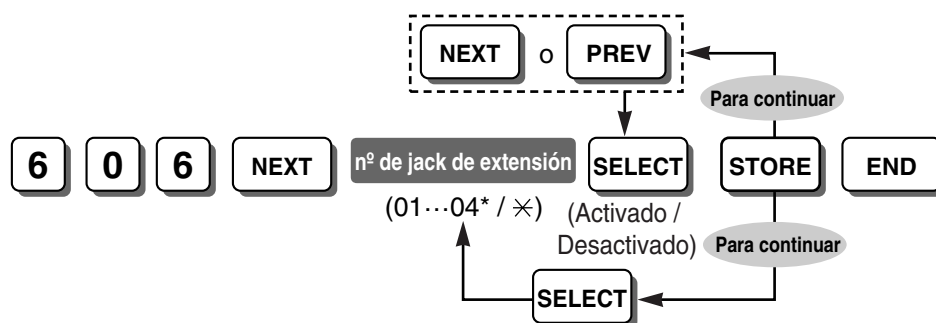 NEXT o PREV
Para continuar
6 0 6 NEXT nº de jack de extensión SELECT STORE END
(01···04* / ✳)
(Activado /
Desactivado)
Para continuar
SELECT